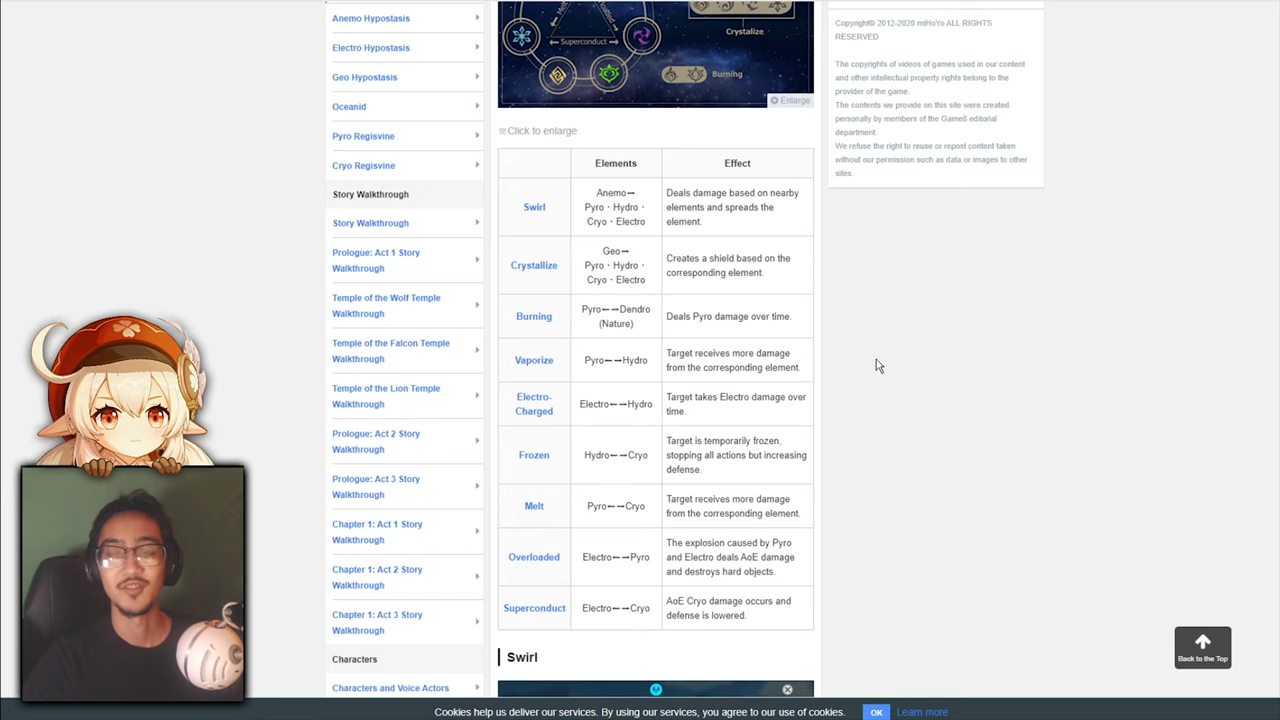 Anemo Hypostasis
Electro Hypostasis
Geo Hypostasis
Oceanid
Pyro Regisvine
Cryo Regisvine
Story Walkthrough
Story Walkthrough
Prologue: Act 1 Story
Walkthrough
Temple of the Wolf Temple
Walkthrough
Temple of the Falcon Temple
Walkthrough
Temple of the Lion Temple
Walkthrough
Prologue: Act 2 Story
Walkthrough
Prologue: Act 3 Story
Walkthrough
Chapter 1: Act 1 Story
Walkthrough
Chapter 1: Act 2 Story
Walkthrough
Chapter 1: Act 3 Story
Walkthrough
Characters
Characters and Voice Actors
Superconduct
Crystalize
Burning
Enlarge
※Click to enlarge
Elements Effect
Swirl
Anemo→
Pyro・Hydro・
Cryo・Electro
Deals damage based on nearby
elements and spreads the
element.
Crystallize
Geo→
Pyro・Hydro・
Cryo・Electro
Creates a shield based on the
corresponding element.
Burning
Pyro←→Dendro
(Nature)
Deals Pyro damage over time.
Vaporize
Pyro←→Hydro
Target receives more damage
from the corresponding element.
Electro-
Charged
Electro←→Hydro
Target takes Electro damage over
time.
Frozen
Hydro←→Cryo
Target is temporarily frozen,
stopping all actions but increasing
defense.
Melt
Pyro←→Cryo
Target receives more damage
from the corresponding element.
Overloaded
Electro←→Pyro
The explosion caused by Pyro
and Electro deals AoE damage
and destroys hard objects.
Superconduct
Electro←→Cryo
AoE Cryo damage occurs and
defense is lowered.
Swirl
Copyright© 2012-2020 miHoYo ALL RIGHTS
RESERVED
The copyrights of videos of games used in our content
and other intellectual property rights belong to the
provider of the game.
The contents we provide on this site were created
personally by members of the Game8 editorial
department.
We refuse the right to reuse or repost content taken
without our permission such as data or images to other
sites.
Back to the Top
Cookies help us deliver our services. By using our services, you agree to our use of cookies. OK Learn more